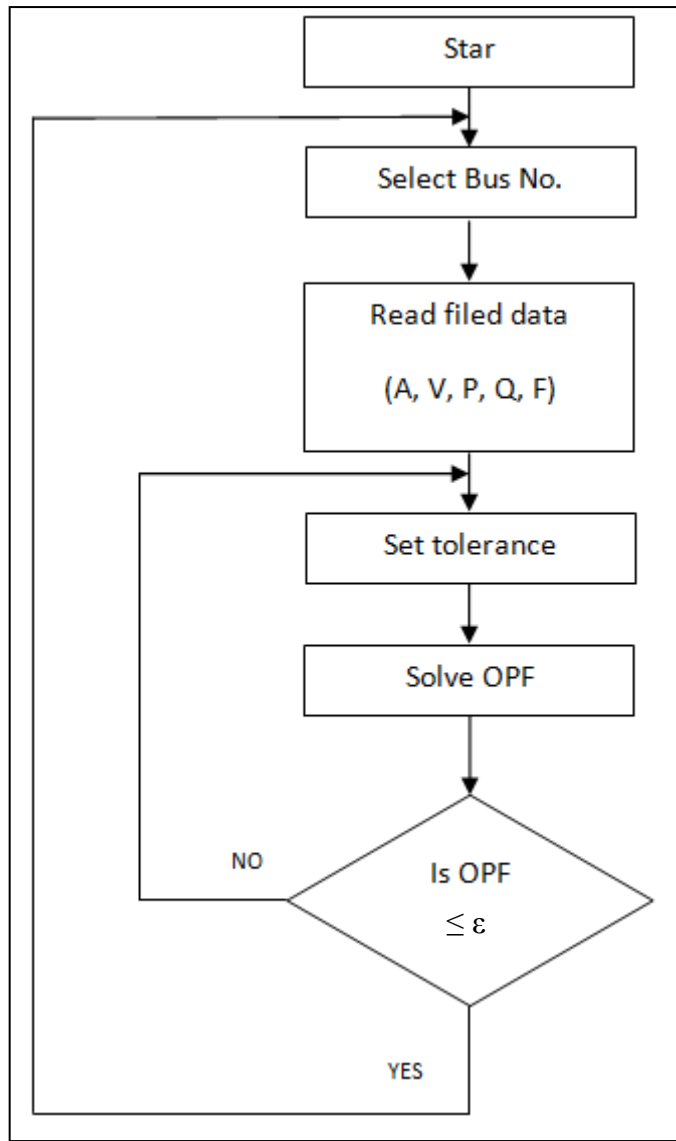 Star
Select Bus No.
Read filed data
(A, V, P, Q, F)
Set tolerance
Solve OPF
Is OPF
≤ ε
NO
YES